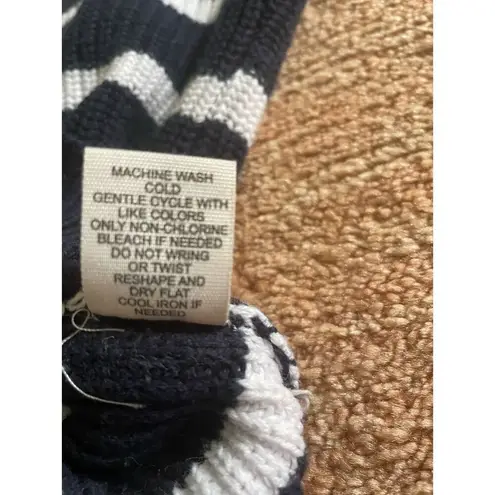 MACHINE WASH
COLD
GENTLE CYCLE WITH
LIKE COLORS
ONLY NON-CHLORINE
BLEACH IF NEEDED
DO NOT WRING
OR TWIST
RESHAPE AND
DRY FLAT
COOL IRON IF
NEEDED